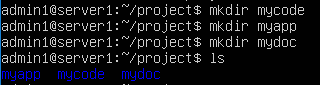 admin1@server1:~/project$ mkdir mycode
admin1@server1:~/project$ mkdir myapp
admin1@server1:~/project$ mkdir mydoc
admin1@server1:~/project$ ls
myapp  mycode  mydoc